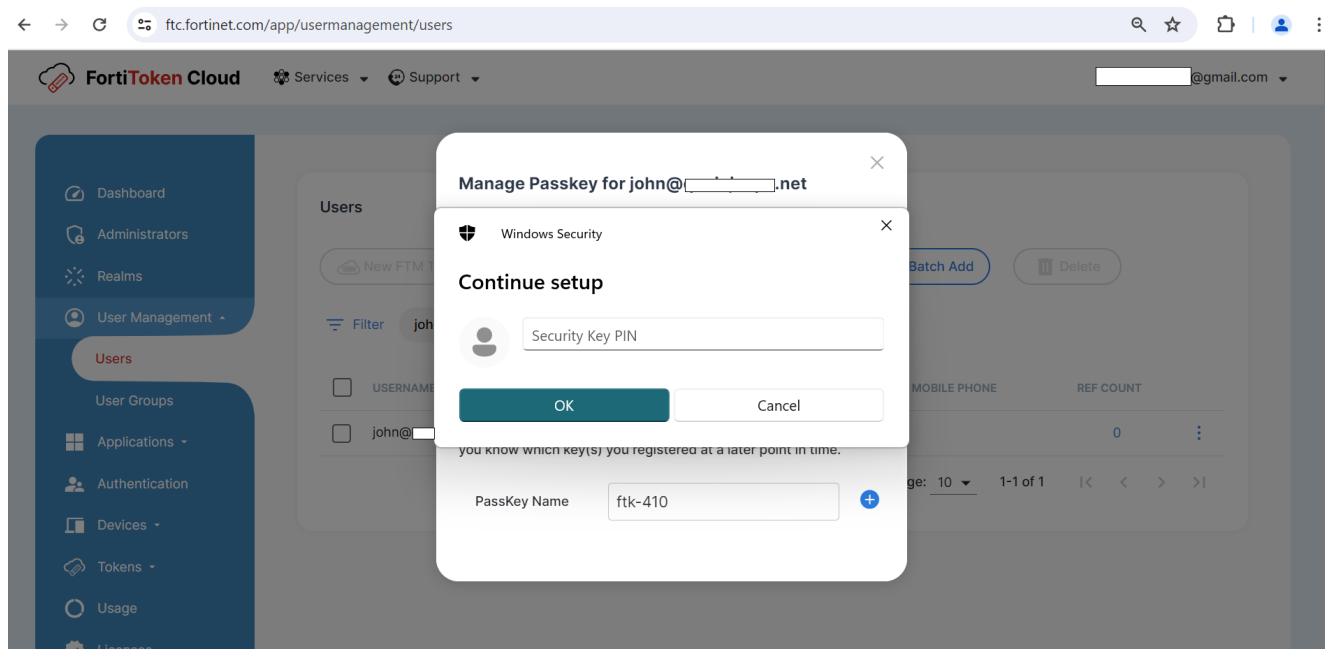 ftc.fortinet.com/app/usermanagement/users
FortiToken Cloud
Services
Support
@gmail.com
Dashboard
Administrators
Realms
User Management
Users
User Groups
Applications
Authentication
Devices
Tokens
Usage
Licenses
Users
New FTM
Batch Add
Delete
Filter
joh
USERNAME
MOBILE PHONE
REF COUNT
john@
0
ge: 10
1-1 of 1
Manage Passkey for john@ .net
Windows Security
Continue setup
Security Key PIN
OK
Cancel
you know which key(s) you registered at a later point in time.
PassKey Name
ftk-410